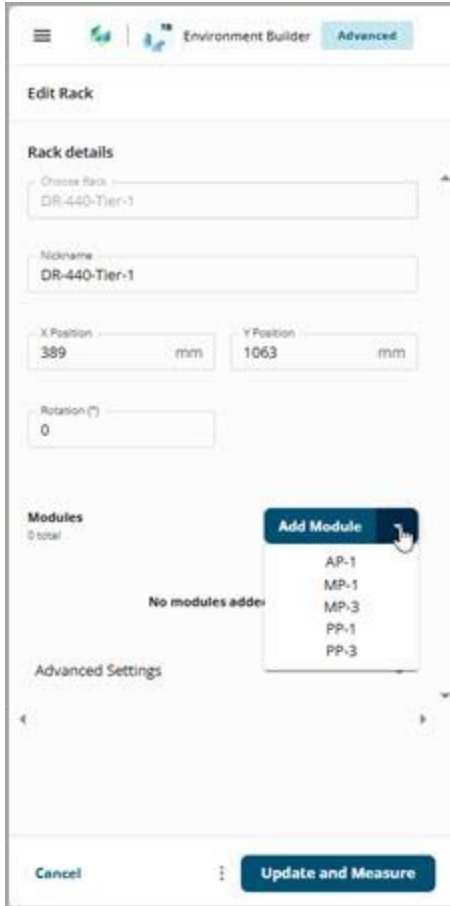 Environment Builder Advanced
Edit Rack
Rack details
Choose Rack
DR-440-Tier-1
Nickname
DR-440-Tier-1
X Position Y Position
389 mm 1063 mm
Rotation (°)
0
Modules
0 total
Add Module
AP-1
MP-1
MP-3
PP-1
PP-3
No modules added
Advanced Settings
Cancel Update and Measure